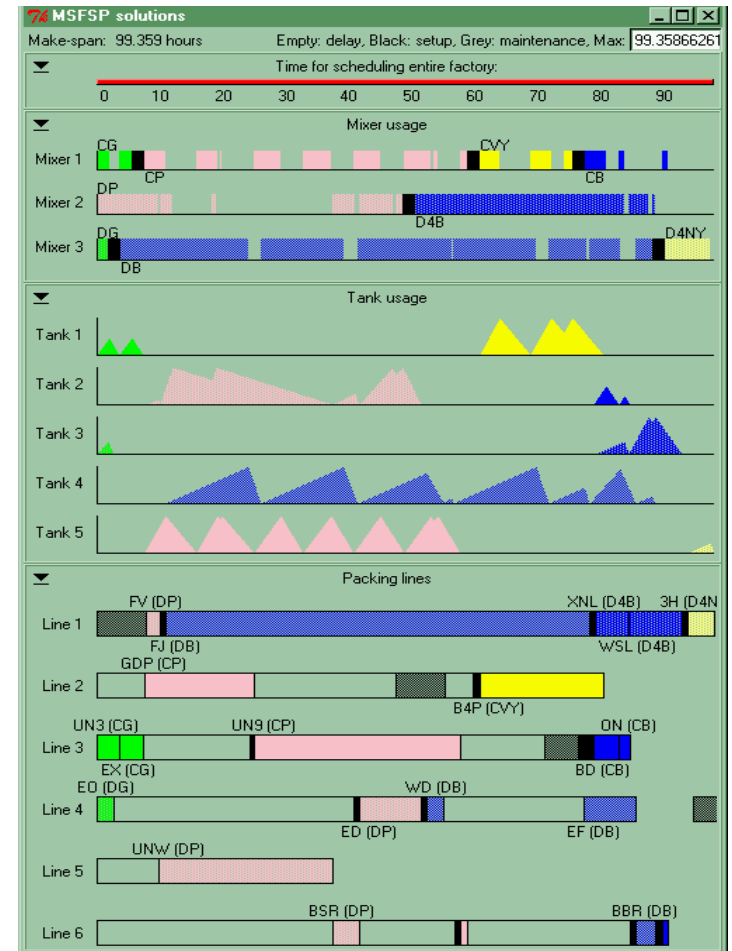 MSFSP solutions
Make-span: 99.359 hours Empty: delay, Black: setup, Grey: maintenance, Max: 99.35866261
Time for scheduling entire factory:
0 10 20 30 40 50 60 70 80 90
Mixer usage
CG CVY
Mixer 1
CP CB
DP
Mixer 2
D4B
DG D4NY
Mixer 3
DB
Tank usage
Tank 1
Tank 2
Tank 3
Tank 4
Tank 5
Packing lines
FV (DP) XNL (D4B) 3H (D4N
Line 1
FJ (DB) WSL (D4B)
GDP (CP)
Line 2
B4P (CVY)
UN3 (CG) UN9 (CP) ON (CB)
Line 3
EX (CG) BD (CB)
EO (DG) WD (DB)
Line 4
ED (DP) EF (DB)
UNW (DP)
Line 5
BSR (DP) BBR (DB)
Line 6